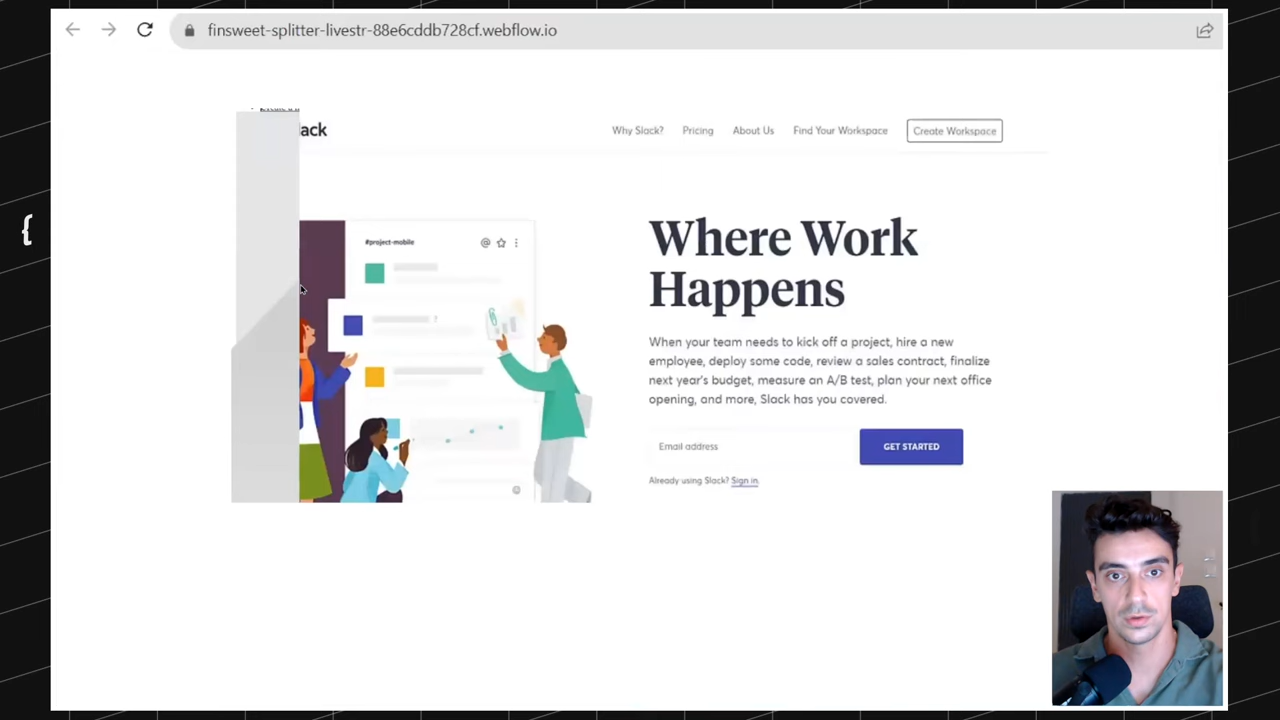 finsweet-splitter-livestr-88e6cddb728cf.webflow.io
lack
Why Slack?
Pricing
About Us
Find Your Workspace
Create Workspace
{
#project-mobile
@
Where Work
Happens
When your team needs to kick off a project, hire a new
employee, deploy some code, review a sales contract, finalize
next year's budget, measure an A/B test, plan your next office
opening, and more, Slack has you covered.
Email address
GET STARTED
Already using Slack? Sign in.